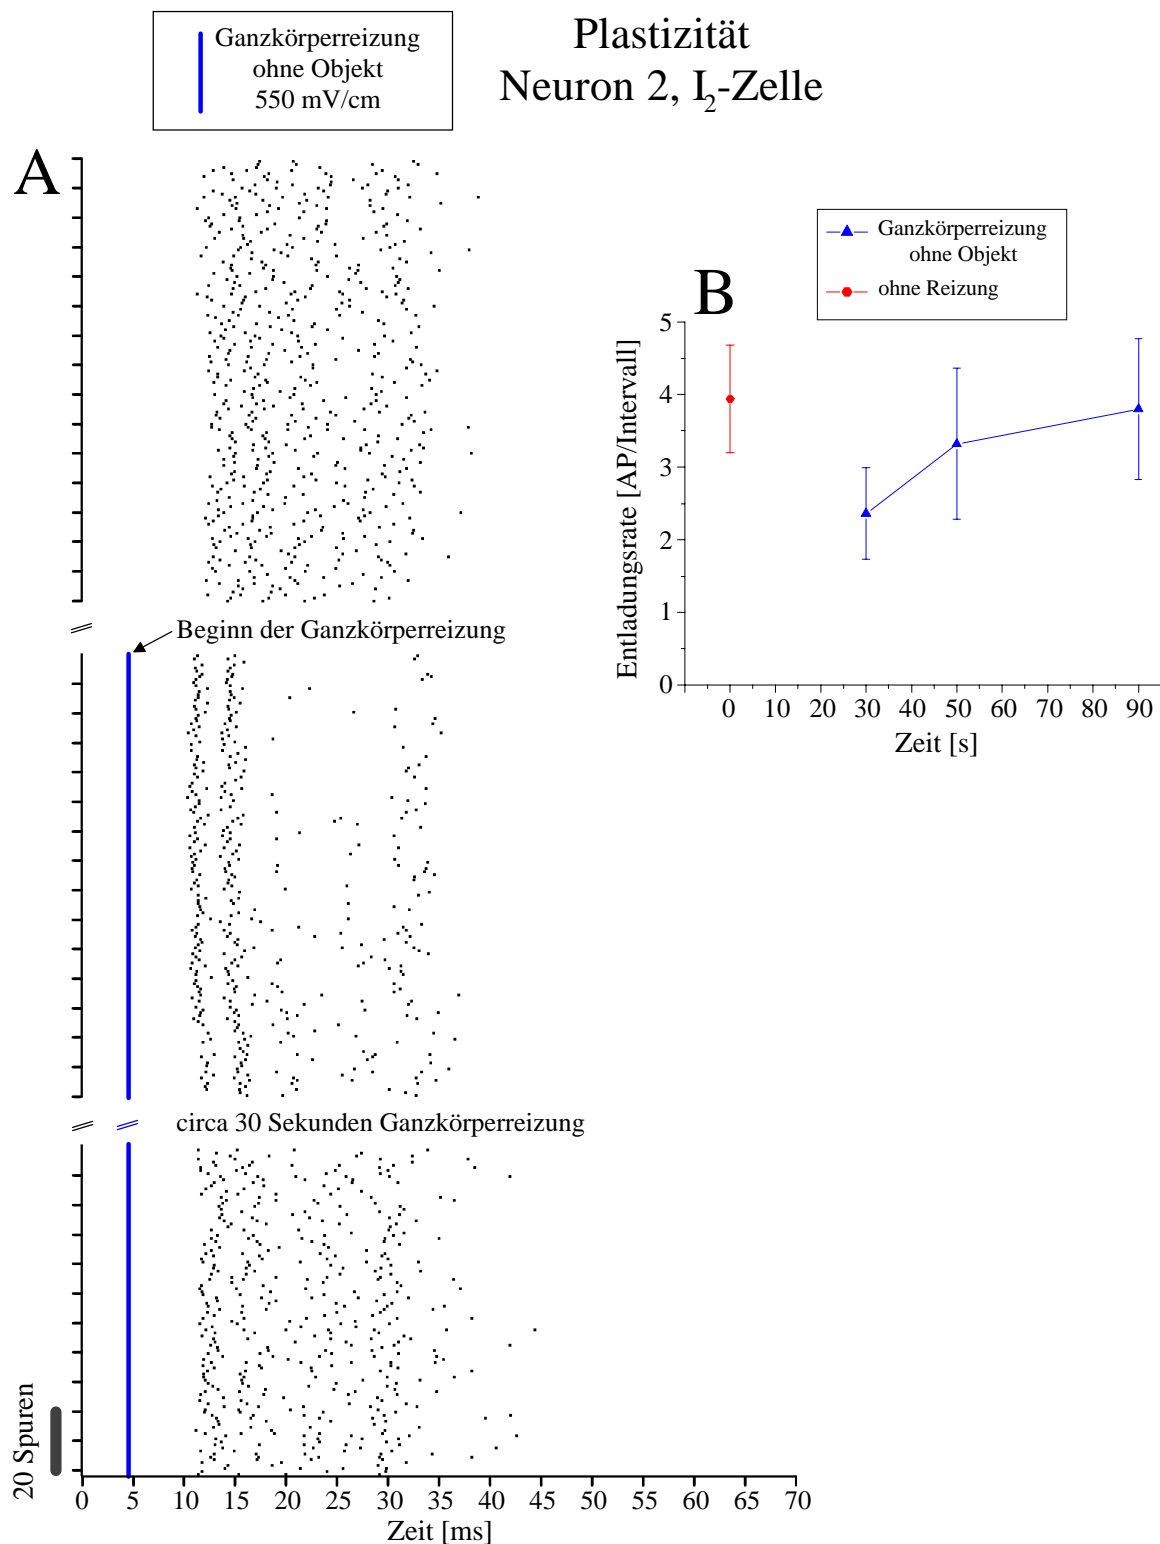 Ganzkörperreizung
ohne Objekt
550 mV/cm
Plastizität
Neuron 2, I₂-Zelle
A
Ganzkörperreizung
ohne Objekt
ohne Reizung
B
Entladungsrate [AP/Intervall]
5
4
3
2
1
0
0 10 20 30 40 50 60 70 80 90
Zeit [s]
Beginn der Ganzkörperreizung
circa 30 Sekunden Ganzkörperreizung
20 Spuren
0 5 10 15 20 25 30 35 40 45 50 55 60 65 70
Zeit [ms]